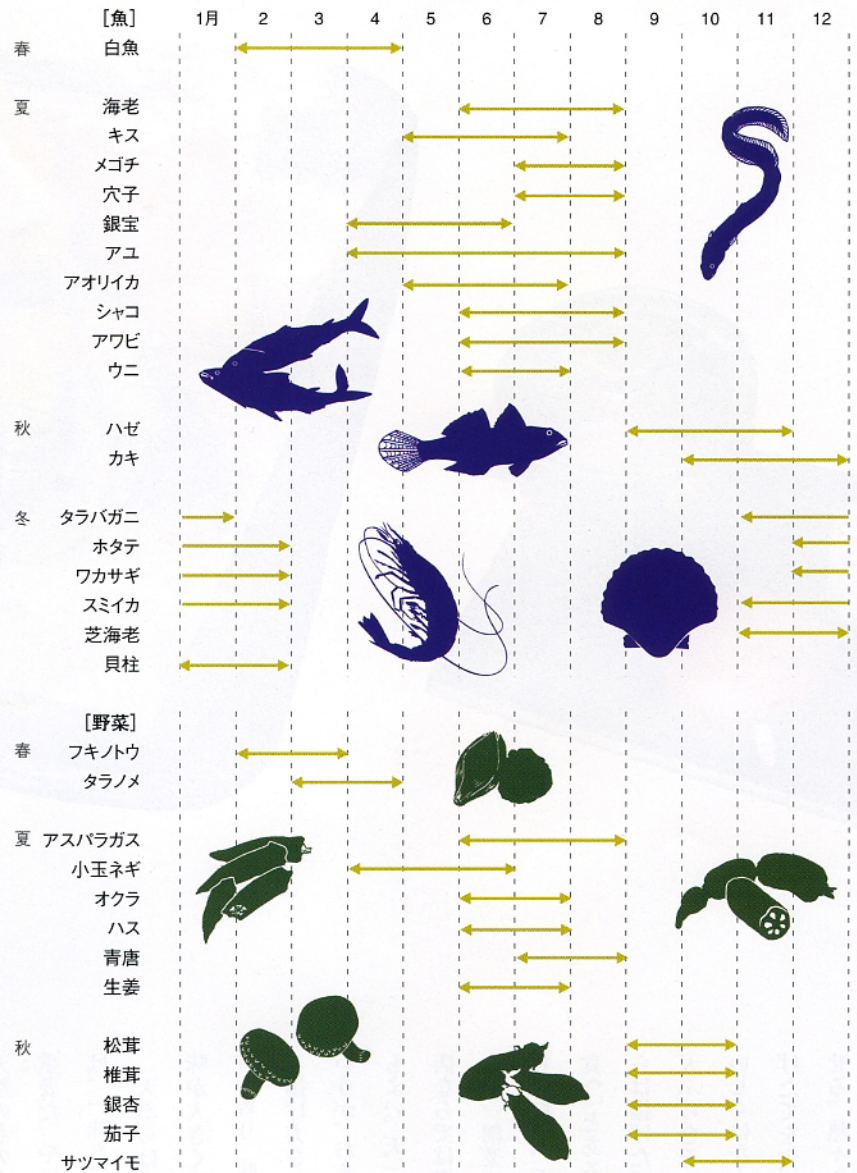 [魚] 1月 2 3 4 5 6 7 8 9 10 11 12
春 白魚
夏 海老
キス
メゴチ
穴子
銀宝
アユ
アオリイカ
シャコ
アワビ
ウニ
秋 ハゼ
カキ
冬 タラバガニ
ホタテ
ワカサギ
スミイカ
芝海老
貝柱
[野菜]
春 フキノトウ
タラノメ
夏 アスパラガス
小玉ネギ
オクラ
ハス
青唐
生姜
秋 松茸
椎茸
銀杏
茄子
サツマイモ